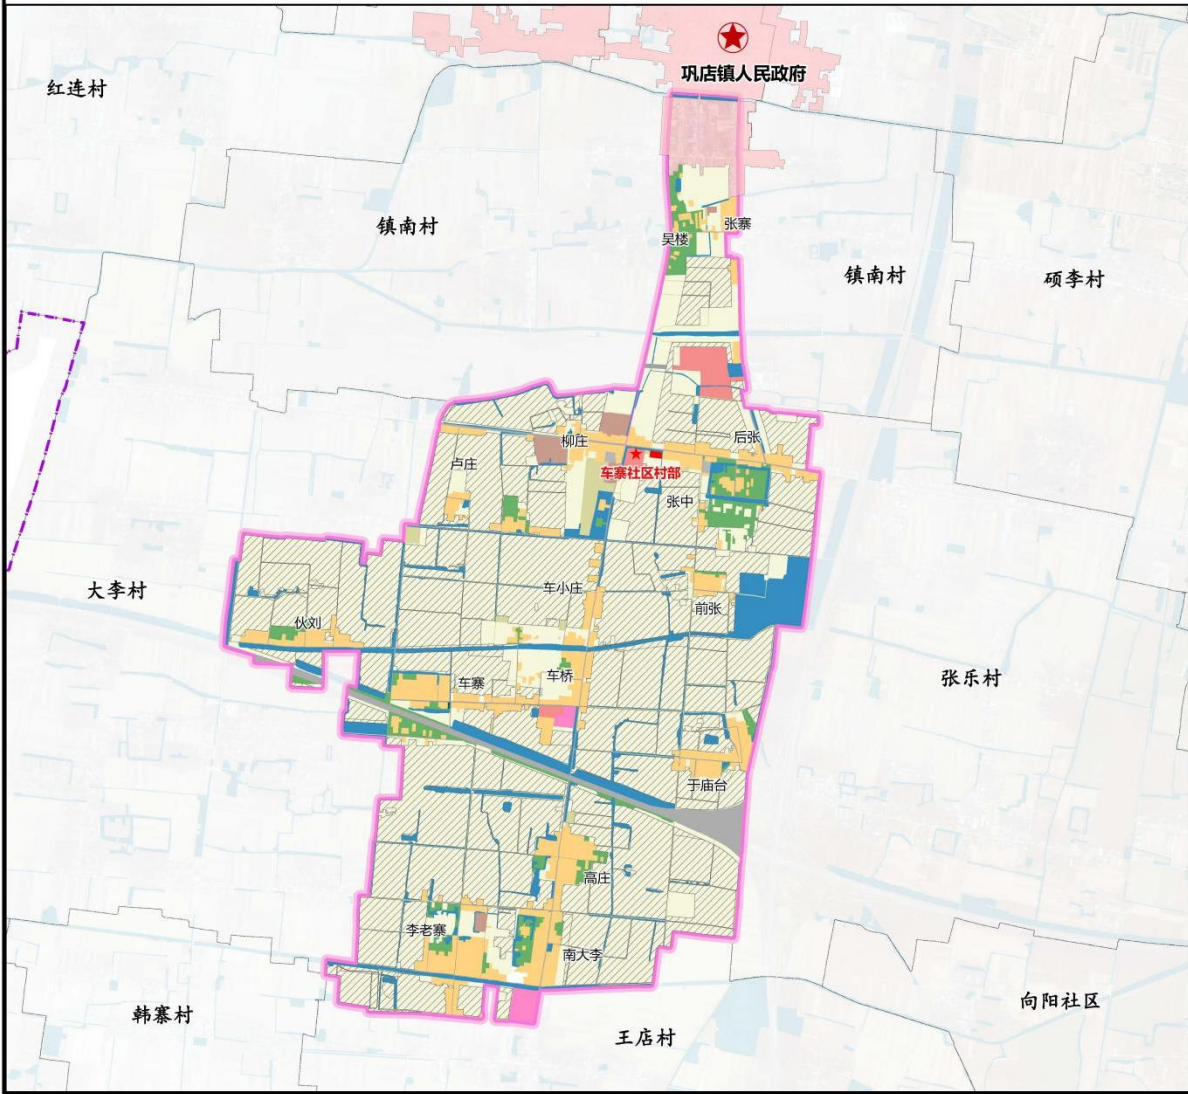 巩店镇人民政府
红连村
镇南村
张寨
吴楼
镇南村
硕李村
柳庄
后张
卢庄
车寨社区村部
张中
大李村
车小庄
前张
伙刘
车寨
车桥
张乐村
于庙台
高庄
李老寨
南大李
韩寨村
向阳社区
王店村